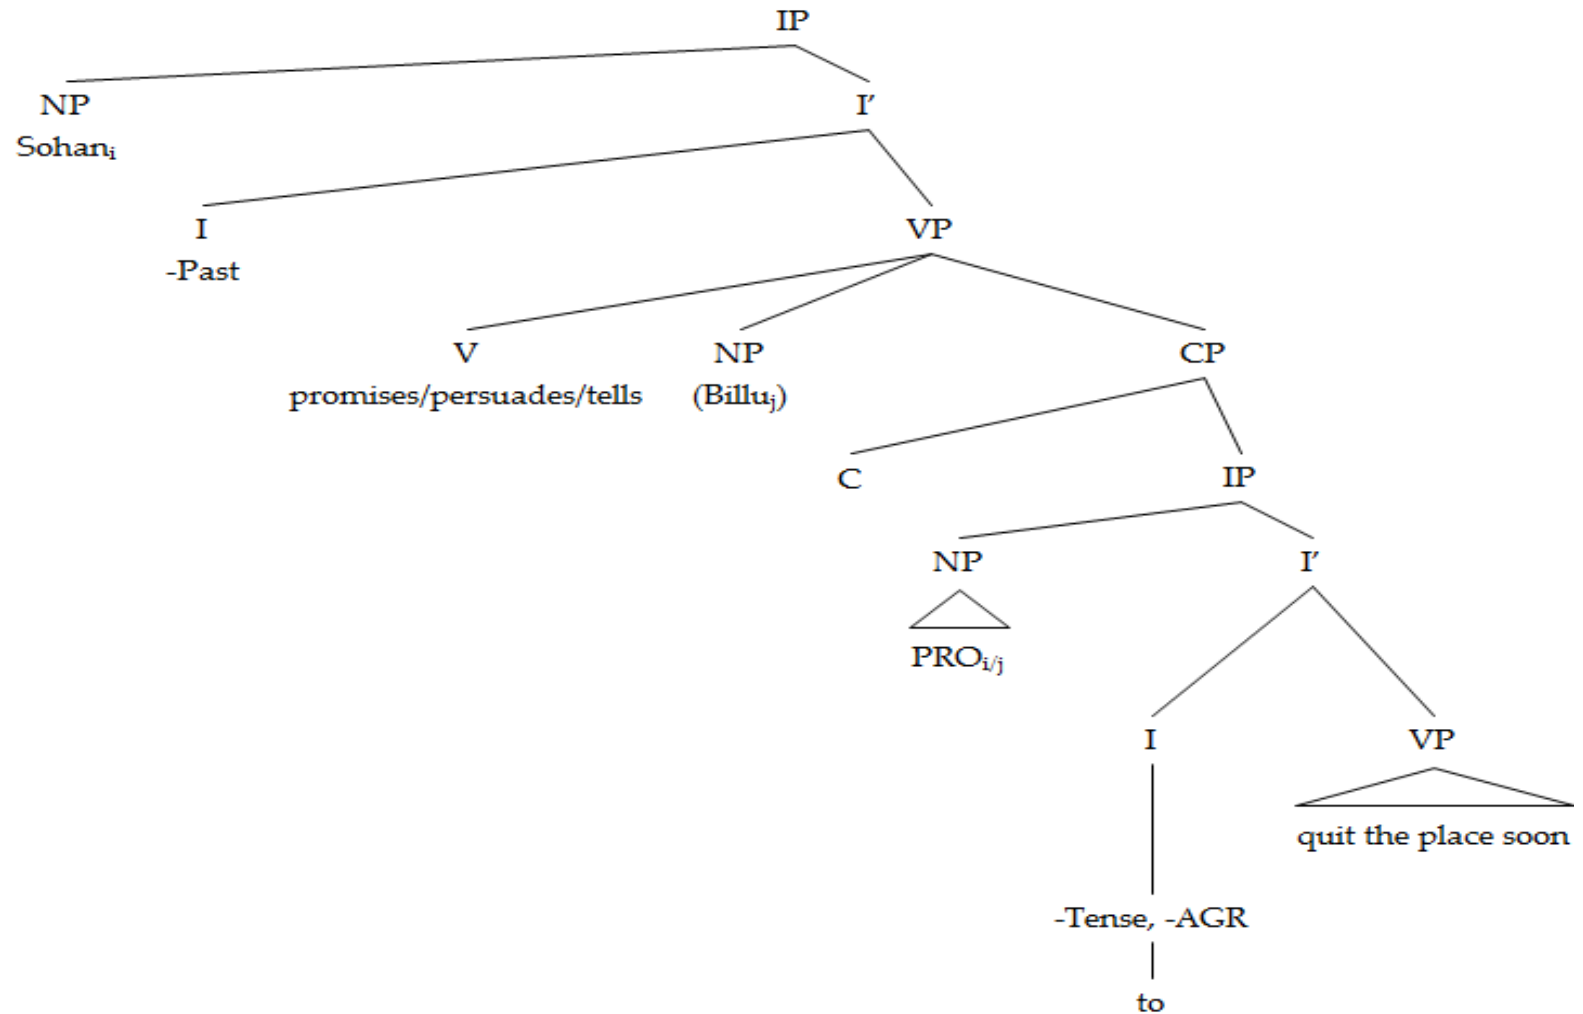 IP
NP I’
Sohanᵢ
I VP
-Past
V NP CP
promises/persuades/tells (Billuⱼ)
C IP
NP I’
PROᵢ/ⱼ
I VP
quit the place soon
-Tense, -AGR
to